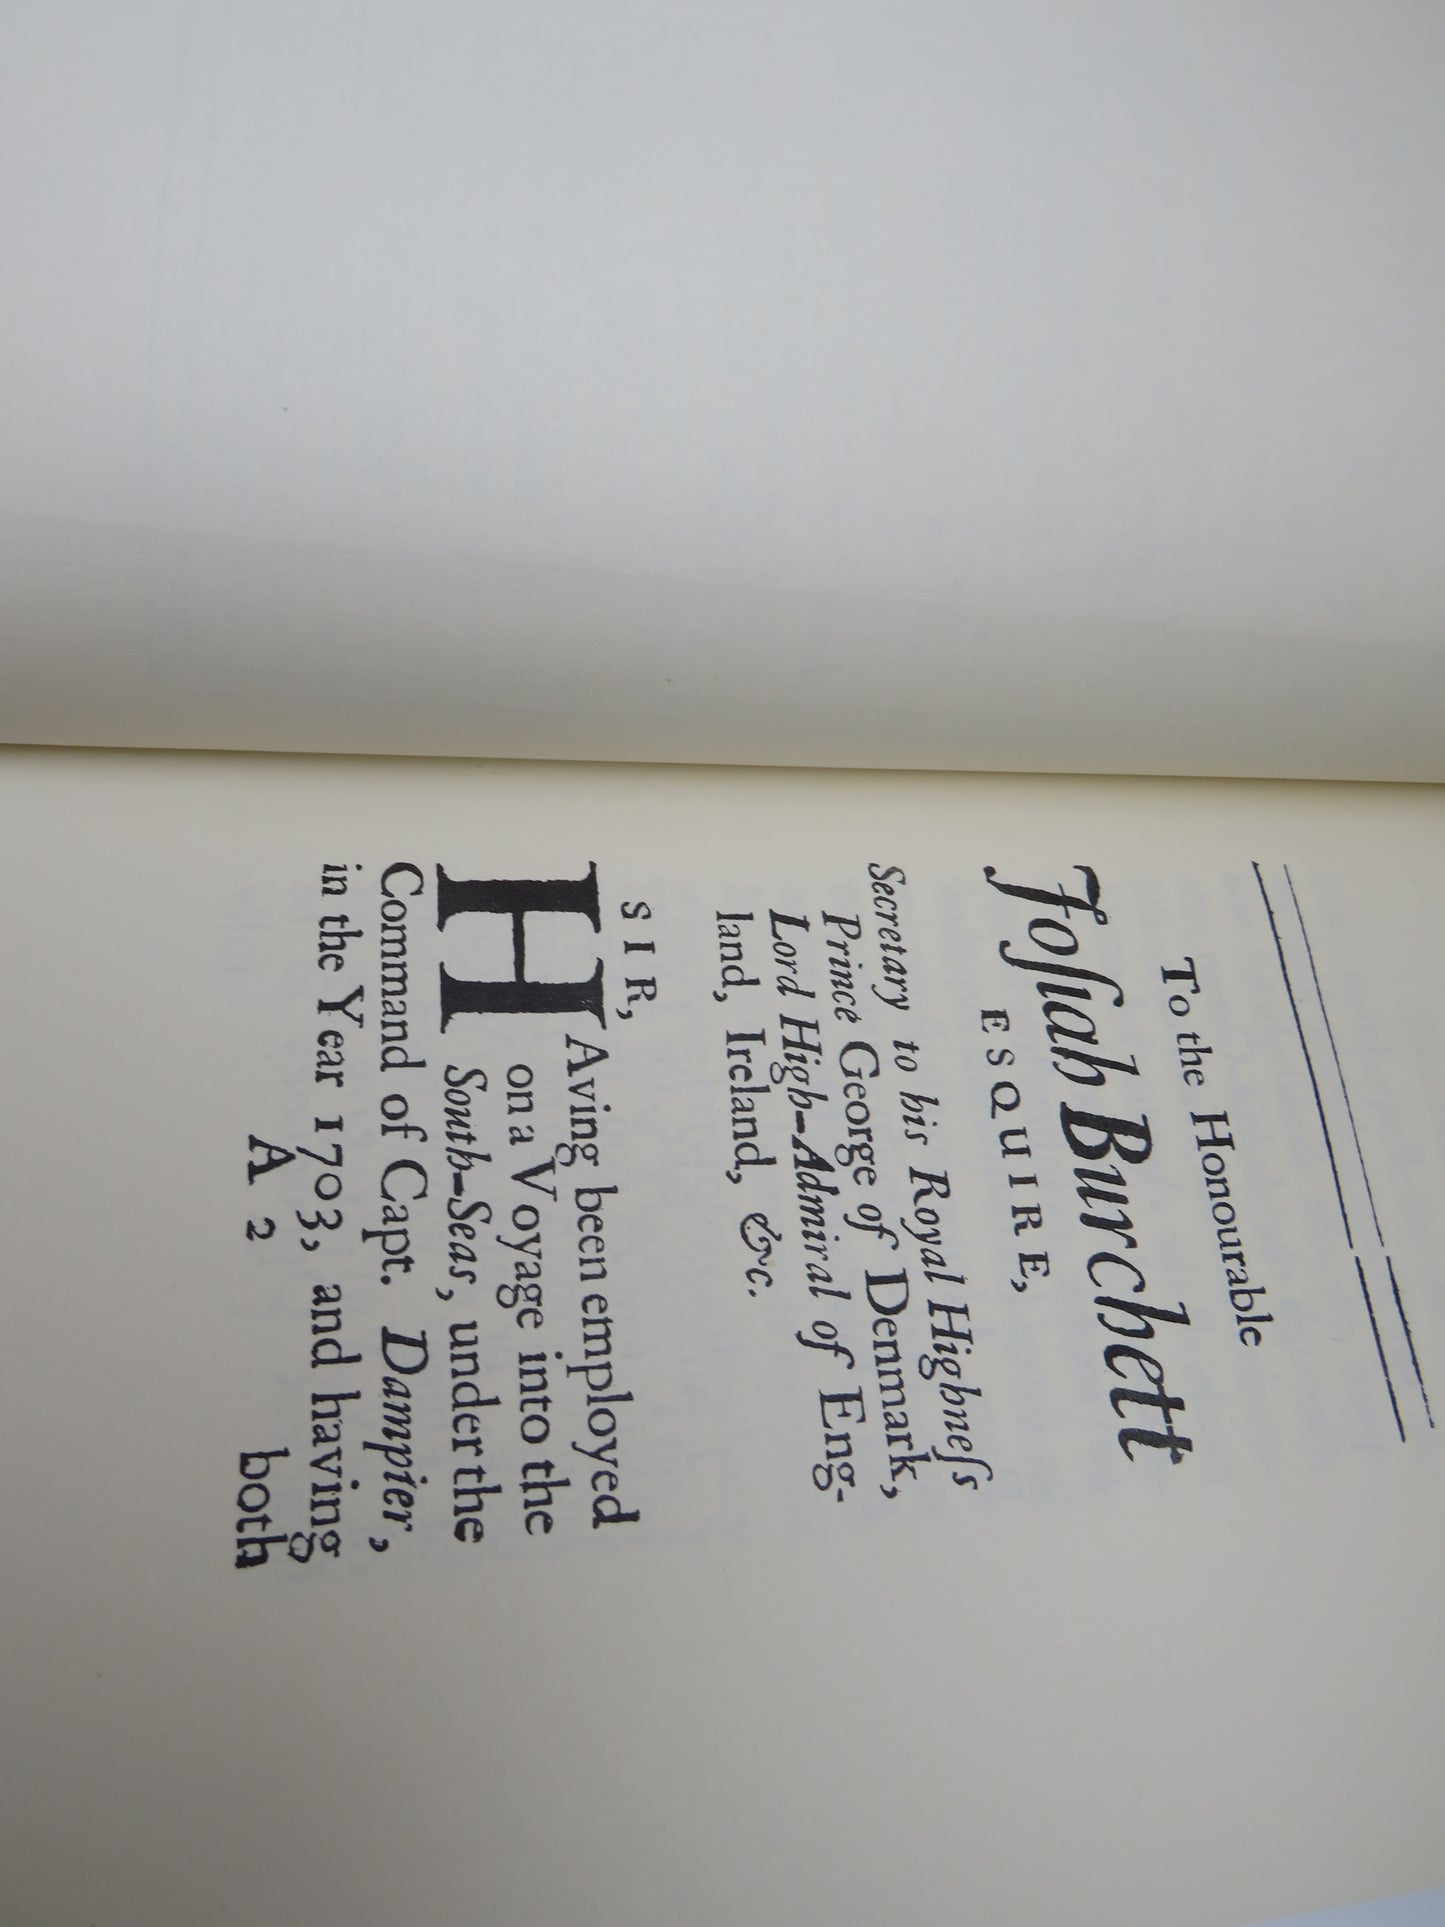 To the Honourable
Joſiah Burchett
ESQUIRE,
Secretary to his Royal Highneſs
Prince George of Denmark,
Lord High-Admiral of Eng-
land, Ireland, &c.
SIR,
HAving been employed
on a Voyage into the
South-Seas, under the
Command of Capt. Dampier,
in the Year 1703, and having
A 2 both